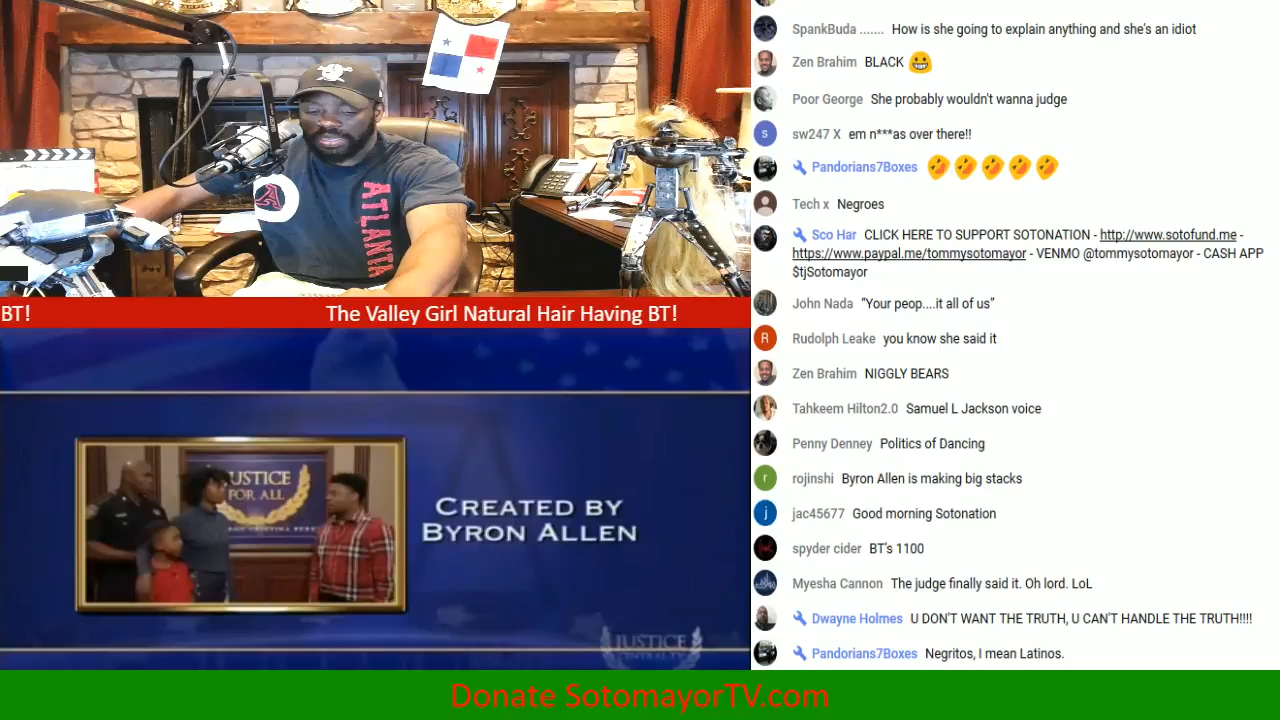 SpankBuda ....... How is she going to explain anything and she's an idiot
Zen Brahim BLACK
Poor George She probably wouldn't wanna judge
s
sw247 X em n***as over there!!
Pandorians7Boxes
Tech x Negroes
Sco Har CLICK HERE TO SUPPORT SOTONATION - http://www.sotofund.me -
https://www.paypal.me/tommysotomayor - VENMO @tommysotomayor - CASH APP
$tjSotomayor
John Nada “Your peop....it all of us”
R
Rudolph Leake you know she said it
Zen Brahim NIGGLY BEARS
Tahkeem Hilton2.0 Samuel L Jackson voice
Penny Denney Politics of Dancing
r
rojinshi Byron Allen is making big stacks
j
jac45677 Good morning Sotonation
spyder cider BT's 1100
Myesha Cannon The judge finally said it. Oh lord. LoL
Dwayne Holmes U DON'T WANT THE TRUTH, U CAN'T HANDLE THE TRUTH!!!!
Pandorians7Boxes Negritos, I mean Latinos.
A
ATLANTA
BT!
The Valley Girl Natural Hair Having BT!
JUSTICE
FOR ALL
CREATED BY
BYRON ALLEN
JUSTICE
CENTRAL.TV
Donate SotomayorTV.com